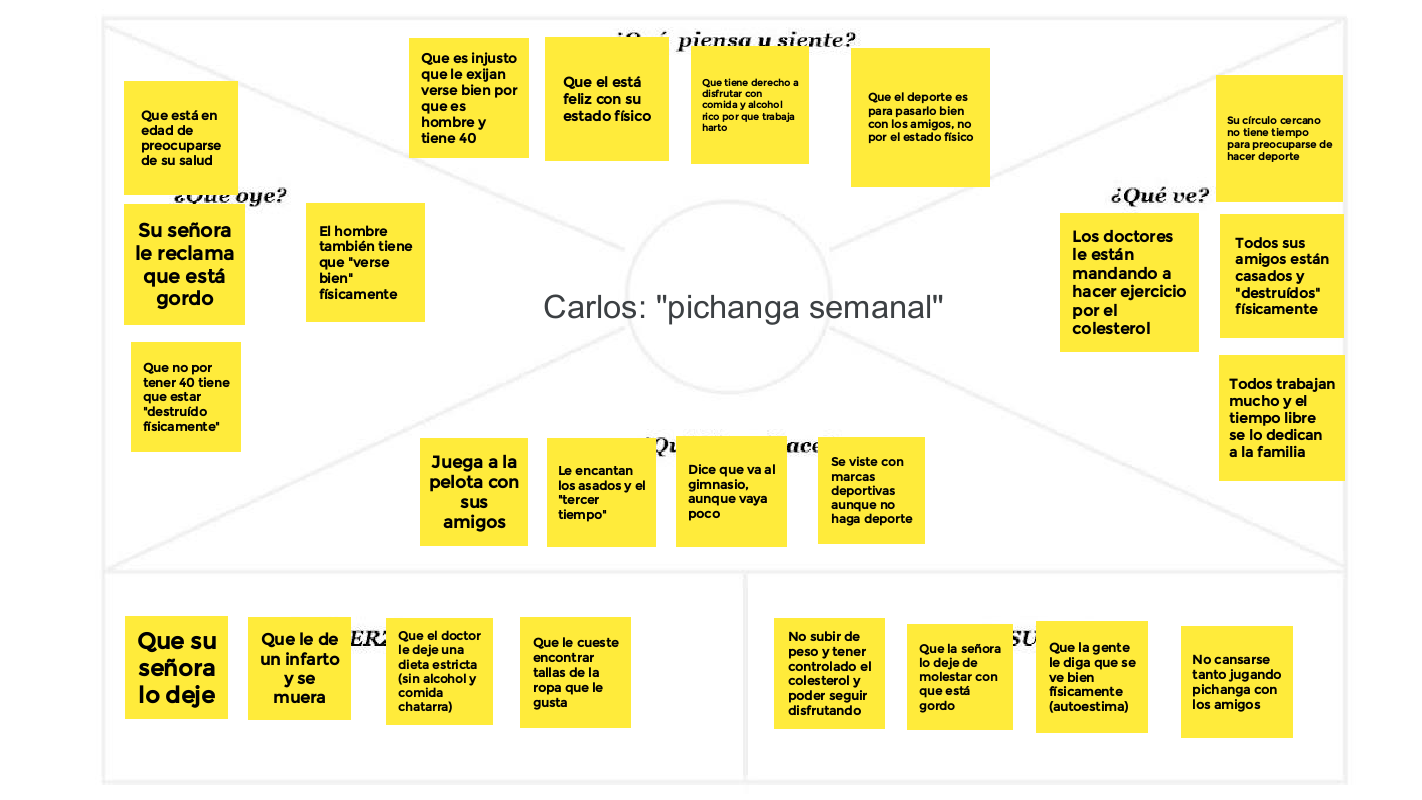 ¿Qué piensa y siente?
Que es injusto
que le exijan
verse bien por
que es
hombre y
tiene 40
Que el está
feliz con su
estado físico
Que tiene derecho a
disfrutar con
comida y alcohol
rico por que trabaja
harto
Que el deporte es
para pasarlo bien
con los amigos, no
por el estado físico
Que está en
edad de
preocuparse
de su salud
¿Qué oye?
Su señora
le reclama
que está
gordo
El hombre
también tiene
que "verse
bien"
físicamente
Que no por
tener 40 tiene
que estar
"destruído
físicamente"
Su círculo cercano
no tiene tiempo
para preocuparse de
hacer deporte
¿Qué ve?
Los doctores
le están
mandando a
hacer ejercicio
por el
colesterol
Todos sus
amigos están
casados y
"destruídos"
físicamente
Todos trabajan
mucho y el
tiempo libre
se lo dedican
a la familia
Carlos: "pichanga semanal"
Juega a la
pelota con
sus
amigos
Le encantan
los asados y el
"tercer
tiempo"
Dice que va al
gimnasio,
aunque vaya
poco
Se viste con
marcas
deportivas
aunque no
haga deporte
Que su
señora
lo deje
Que le de
un infarto
y se
muera
Que el doctor
le deje una
dieta estricta
(sin alcohol y
comida
chatarra)
Que le cueste
encontrar
tallas de la
ropa que le
gusta
No subir de
peso y tener
controlado el
colesterol y
poder seguir
disfrutando
Que la señora
lo deje de
molestar con
que está
gordo
Que la gente
le diga que se
ve bien
físicamente
(autoestima)
No cansarse
tanto jugando
pichanga con
los amigos